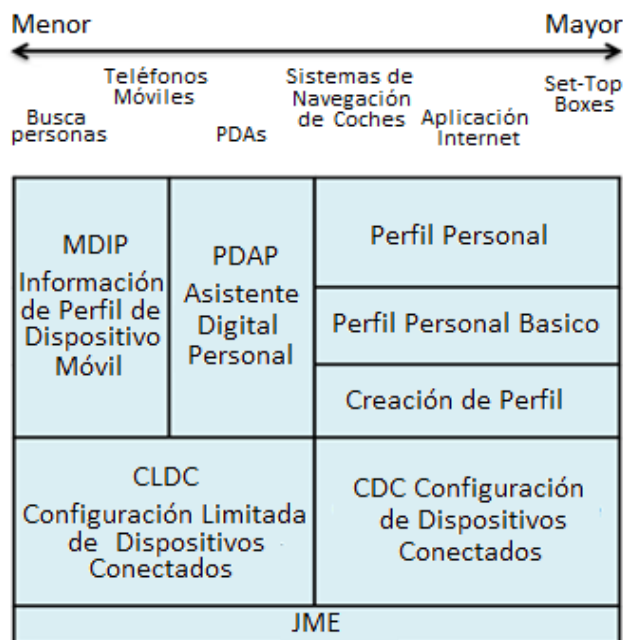 Menor
Mayor
Teléfonos
Móviles
Busca
personas
PDAs
Sistemas de
Navegación
de Coches
Aplicación
Internet
Set-Top
Boxes
MDIP
Información
de Perfil de
Dispositivo
Móvil
PDAP
Asistente
Digital
Personal
Perfil Personal
Perfil Personal Basico
Creación de Perfil
CLDC
Configuración Limitada
de Dispositivos
Conectados
CDC Configuración
de Dispositivos
Conectados
JME